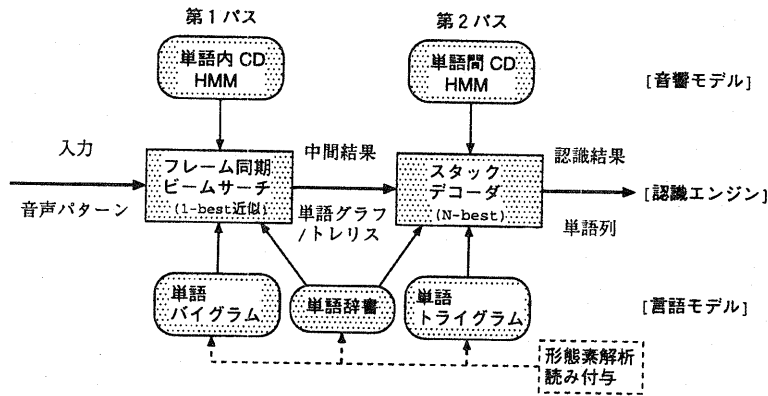 第1パス
第2パス
単語内 CD
HMM
単語間 CD
HMM
[音響モデル]
入力
音声パターン
フレーム同期
ビームサーチ
(1-best近似)
中間結果
単語グラフ
/トレリス
スタック
デコーダ
(N-best)
認識結果
単語列
[認識エンジン]
単語
バイグラム
単語辞書
単語
トライグラム
[言語モデル]
形態素解析
読み付与